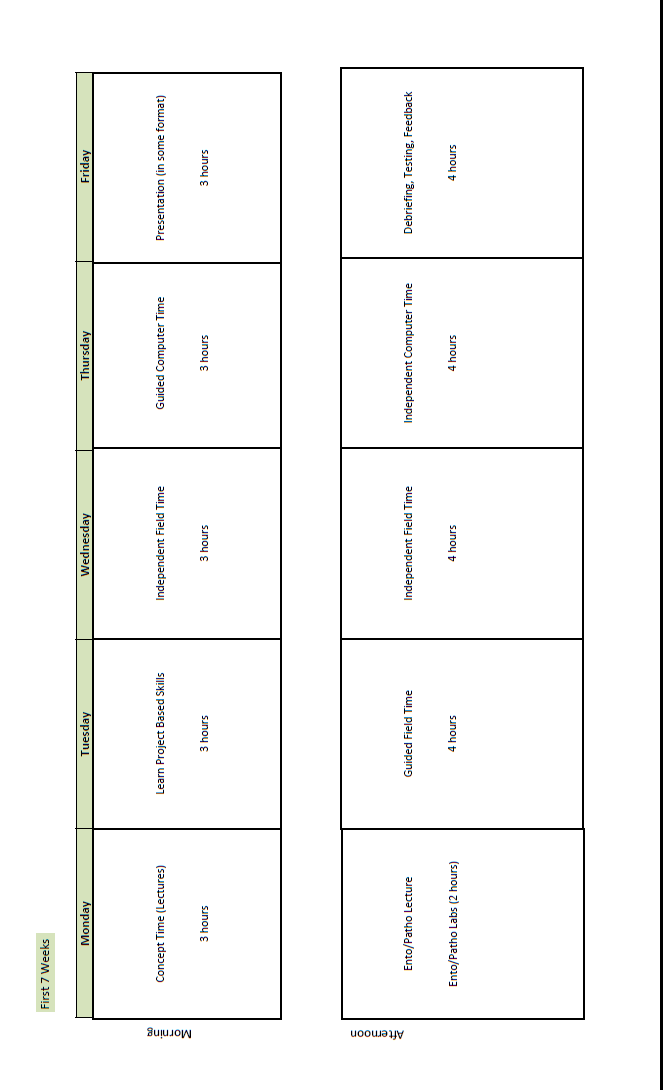 First 7 Weeks
Monday
Tuesday
Wednesday
Thursday
Friday
Morning
Concept Time (Lectures)
3 hours
Learn Project Based Skills
3 hours
Independent Field Time
3 hours
Guided Computer Time
3 hours
Presentation (in some format)
3 hours
Afternoon
Ento/Patho Lecture
Ento/Patho Labs (2 hours)
Guided Field Time
4 hours
Independent Field Time
4 hours
Independent Computer Time
4 hours
Debriefing, Testing, Feedback
4 hours